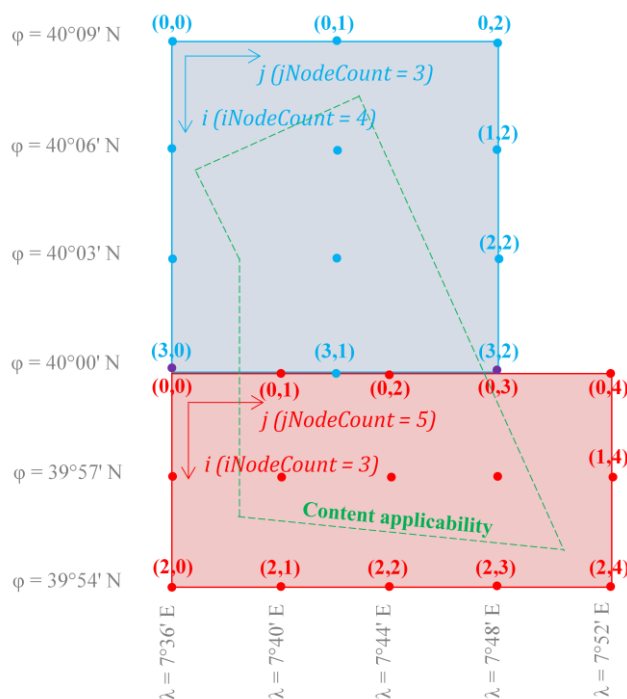 φ = 40°09' N
(0,0)
(0,1)
0,2)
j (jNodeCount = 3)
i (iNodeCount = 4)
φ = 40°06' N
(1,2)
φ = 40°03' N
(2,2)
φ = 40°00' N
(3,0)
(3,1)
(3,2)
(0,0)
(0,1)
(0,2)
(0,3)
(0,4)
j (jNodeCount = 5)
i (iNodeCount = 3)
φ = 39°57' N
(1,4)
Content applicability
φ = 39°54' N
(2,0)
(2,1)
(2,2)
(2,3)
(2,4)
λ = 7°36' E
λ = 7°40' E
λ = 7°44' E
λ = 7°48' E
λ = 7°52' E